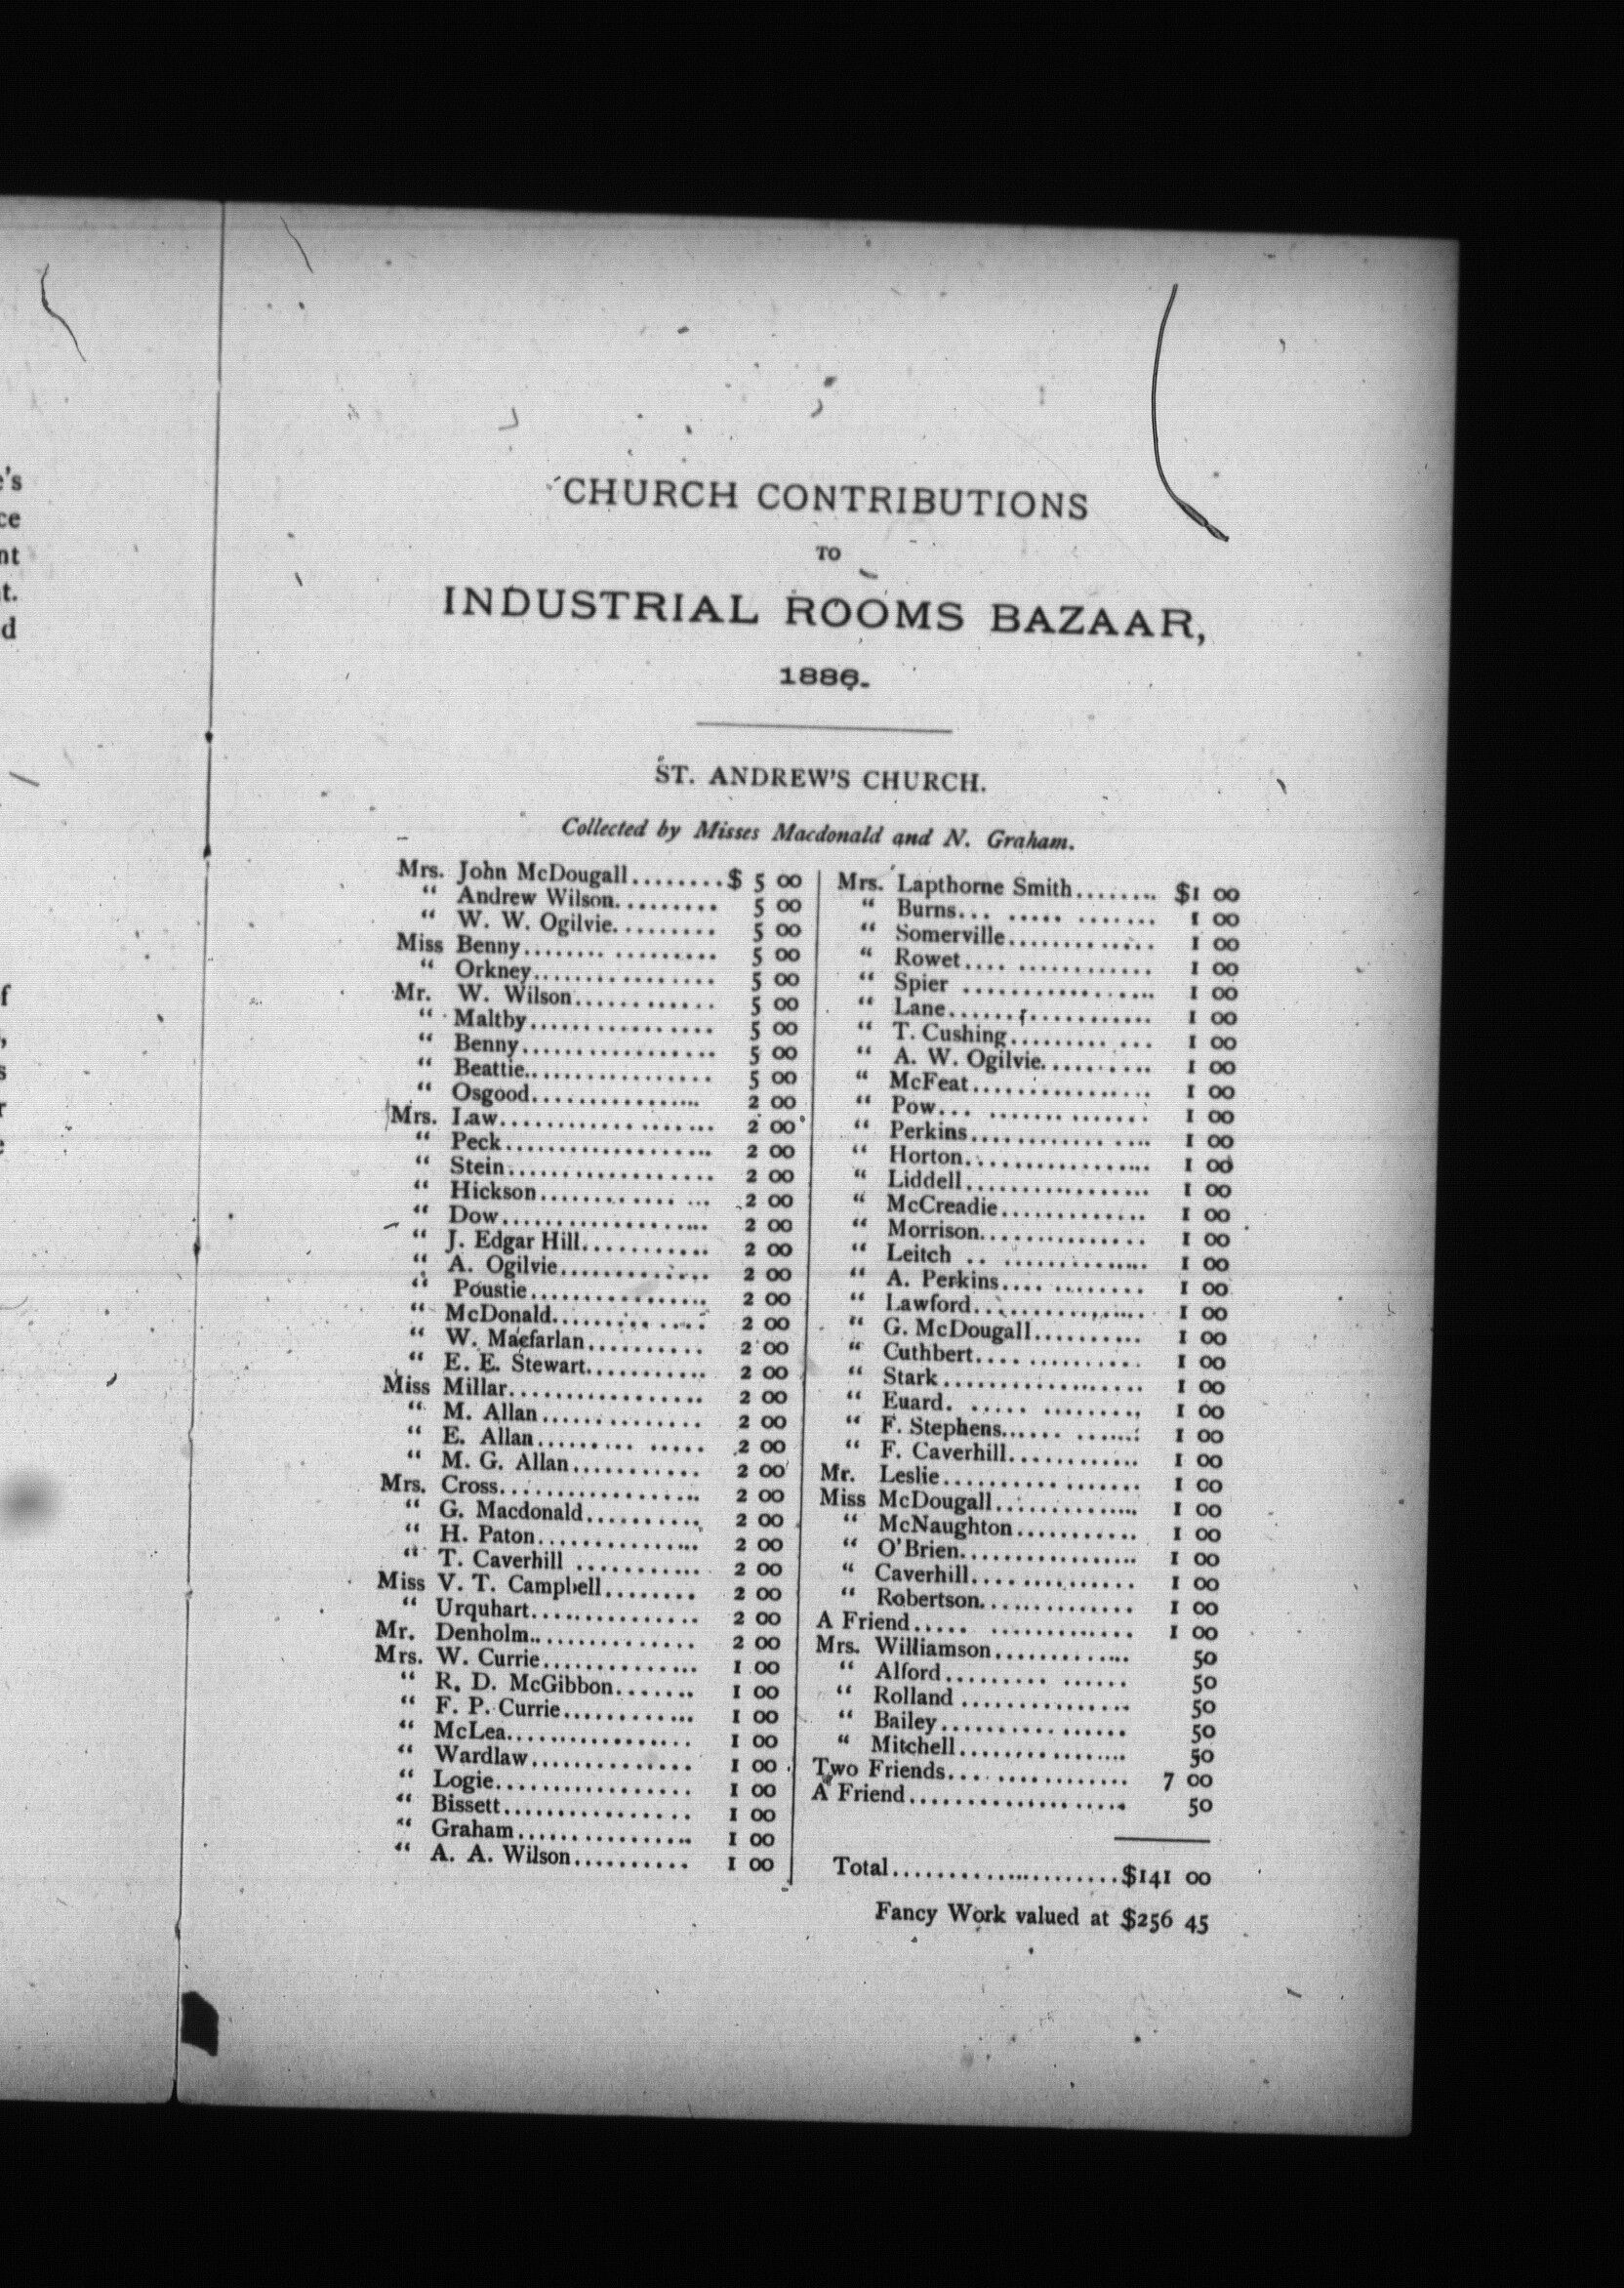 e's
ce
nt
t.
d
f
,
s
r
e
CHURCH CONTRIBUTIONS
TO
INDUSTRIAL ROOMS BAZAAR,
1886.
ST. ANDREW'S CHURCH.
Collected by Misses Macdonald and N. Graham.
Mrs. John McDougall........$ 5 00
“ Andrew Wilson......... 5 00
“ W. W. Ogilvie......... 5 00
Miss Benny........ ......... 5 00
“ Orkney................ 5 00
Mr. W. Wilson............ 5 00
“ Maltby................ 5 00
“ Benny................. 5 00
“ Beattie................ 5 00
“ Osgood............... 2 00
Mrs. Law............ ....... 2 00
“ Peck................... 2 00
“ Stein.................. 2 00
“ Hickson............ ... 2 00
“ Dow................... 2 00
“ J. Edgar Hill........... 2 00
“ A. Ogilvie............. 2 00
“ Poustie................ 2 00
“ McDonald.............. 2 00
“ W. Macfarlan.......... 2 00
“ E. E. Stewart.......... 2 00
Miss Millar................. 2 00
“ M. Allan.............. 2 00
“ E. Allan......... ..... 2 00
“ M. G. Allan........... 2 00
Mrs. Cross.................. 2 00
“ G. Macdonald.......... 2 00
“ H. Paton.............. 2 00
“ T. Caverhill ........... 2 00
Miss V. T. Campbell........ 2 00
“ Urquhart.............. 2 00
Mr. Denholm.............. 2 00
Mrs. W. Currie.............. 1 00
“ R. D. McGibbon....... 1 00
“ F. P. Currie............ 1 00
“ McLea................. 1 00
“ Wardlaw.............. 1 00
“ Logie................. 1 00
“ Bissett................ 1 00
“ Graham............... 1 00
“ A. A. Wilson.......... 1 00
Mrs. Lapthorne Smith....... $1 00
“ Burns... ..... ....... 1 00
“ Somerville............. 1 00
“ Rowet.... ............ 1 00
“ Spier ................. 1 00
“ Lane.................. 1 00
“ T. Cushing......... ... 1 00
“ A. W. Ogilvie.......... 1 00
“ McFeat................ 1 00
“ Pow... ....... ....... 1 00
“ Perkins............ .... 1 00
“ Horton................ 1 00
“ Liddell................ 1 00
“ McCreadie............. 1 00
“ Morrison.............. 1 00
“ Leitch .. ............. 1 00
“ A. Perkins.... ........ 1 00
“ Lawford............... 1 00
“ G. McDougall.......... 1 00
“ Cuthbert.... .......... 1 00
“ Stark.................. 1 00
“ Euard. ..... ......... 1 00
“ F. Stephens...... ...... 1 00
“ F. Caverhill............ 1 00
Mr. Leslie........... ....... 1 00
Miss McDougall............. 1 00
“ McNaughton........... 1 00
“ O'Brien................ 1 00
“ Caverhill.............. 1 00
“ Robertson.............. 1 00
A Friend..... ............ 1 00
Mrs. Williamson............ 50
“ Alford......... ...... 50
“ Rolland ............... 50
“ Bailey.......... ...... 50
“ Mitchell............... 50
Two Friends.... ............ 7 00
A Friend.................... 50
Total.......................$141 00
Fancy Work valued at $256 45